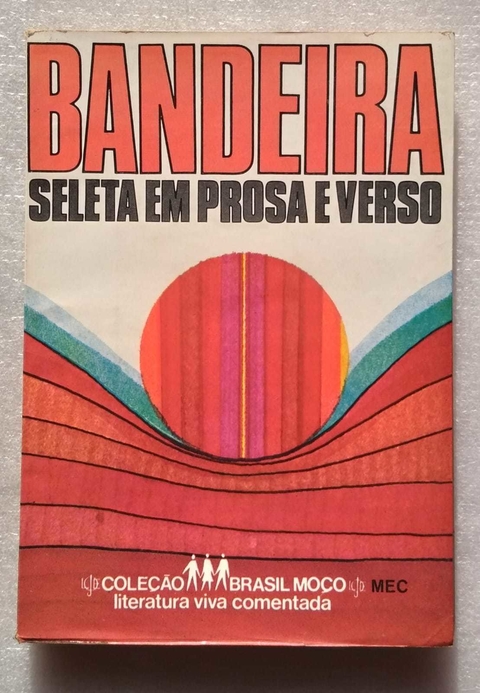 BANDEIRA
SELETA EM PROSA E VERSO
COLEÇÃO BRASIL MOÇO MEC
literatura viva comentada